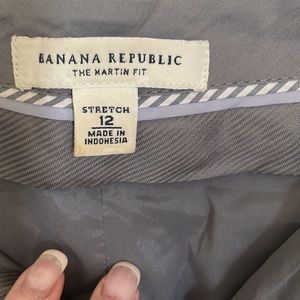 BANANA REPUBLIC
THE MARTIN FIT
STRETCH
12
MADE IN
INDONESIA